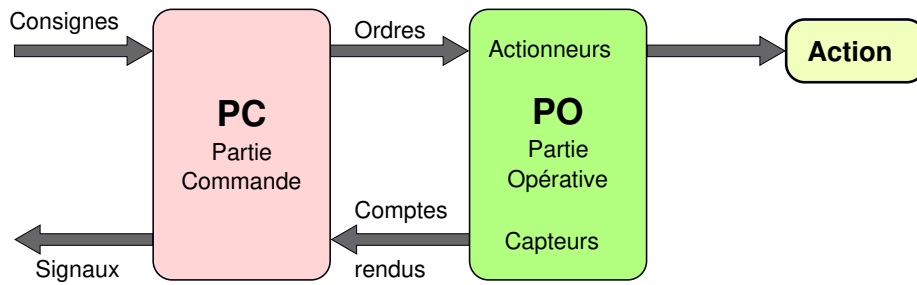 Consignes
Ordres
Actionneurs
Action
PC
Partie
Commande
PO
Partie
Opérative
Comptes
rendus
Capteurs
Signaux